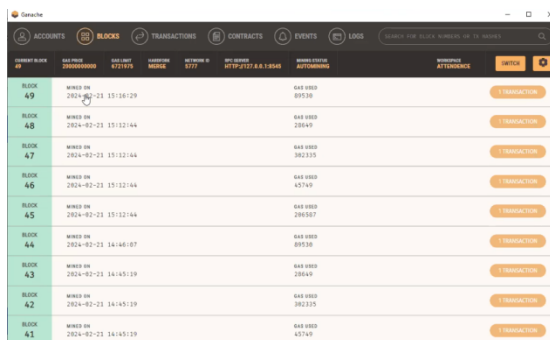 Ganache
ACCOUNTS BLOCKS TRANSACTIONS CONTRACTS EVENTS LOGS SEARCH FOR BLOCK NUMBERS OR TX HASHES
CURRENT BLOCK GAS PRICE GAS LIMIT HARDFORK NETWORK ID RPC SERVER MINING STATUS WORKSPACE
49 20000000000 6721975 MERGE 5777 HTTP://127.0.0.1:9545 AUTOMINING ATTENDENCE SWITCH
BLOCK MINED ON GAS USED
49 2024-02-21 15:16:29 89530 1 TRANSACTION
BLOCK MINED ON GAS USED
48 2024-02-21 15:12:44 28649 1 TRANSACTION
BLOCK MINED ON GAS USED
47 2024-02-21 15:12:44 302335 1 TRANSACTION
BLOCK MINED ON GAS USED
46 2024-02-21 15:12:44 45749 1 TRANSACTION
BLOCK MINED ON GAS USED
45 2024-02-21 15:12:44 206587 1 TRANSACTION
BLOCK MINED ON GAS USED
44 2024-02-21 14:46:07 89530 1 TRANSACTION
BLOCK MINED ON GAS USED
43 2024-02-21 14:45:19 28649 1 TRANSACTION
BLOCK MINED ON GAS USED
42 2024-02-21 14:45:19 302335 1 TRANSACTION
BLOCK MINED ON GAS USED
41 2024-02-21 14:45:19 45749 1 TRANSACTION